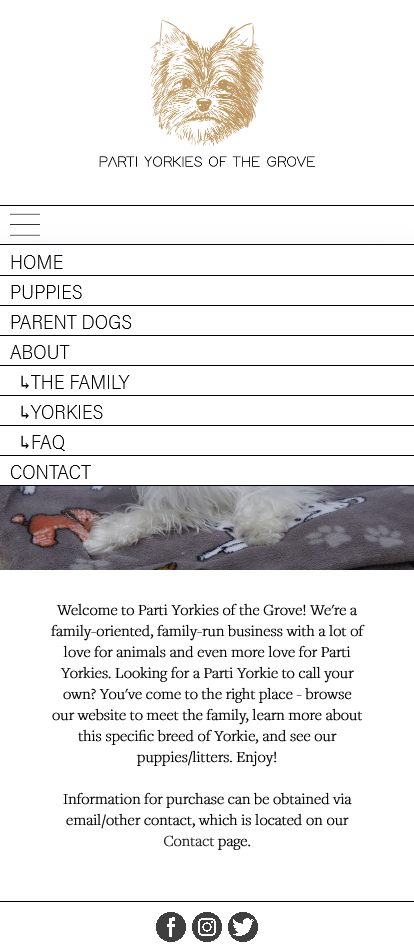 PARTI YORKIES OF THE GROVE
HOME
PUPPIES
PARENT DOGS
ABOUT
↳THE FAMILY
↳YORKIES
↳FAQ
CONTACT
Welcome to Parti Yorkies of the Grove! We're a
family-oriented, family-run business with a lot of
love for animals and even more love for Parti
Yorkies. Looking for a Parti Yorkie to call your
own? You've come to the right place - browse
our website to meet the family, learn more about
this specific breed of Yorkie, and see our
puppies/litters. Enjoy!
Information for purchase can be obtained via
email/other contact, which is located on our
Contact page.